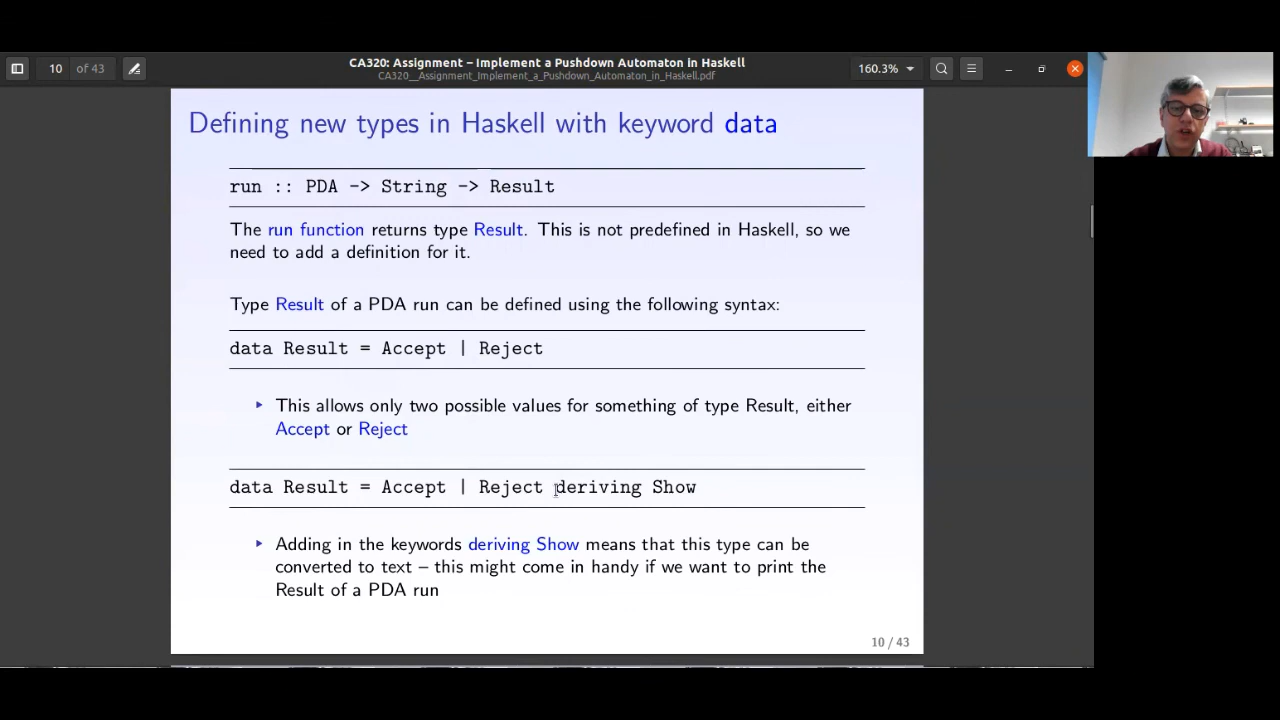 10 of 43
CA320: Assignment – Implement a Pushdown Automaton in Haskell
CA320__Assignment_Implement_a_Pushdown_Automaton_in_Haskell.pdf
160.3%
Defining new types in Haskell with keyword data
run :: PDA -> String -> Result
The run function returns type Result. This is not predefined in Haskell, so we
need to add a definition for it.
Type Result of a PDA run can be defined using the following syntax:
data Result = Accept | Reject
This allows only two possible values for something of type Result, either
Accept or Reject
data Result = Accept | Reject deriving Show
Adding in the keywords deriving Show means that this type can be
converted to text – this might come in handy if we want to print the
Result of a PDA run
10 / 43